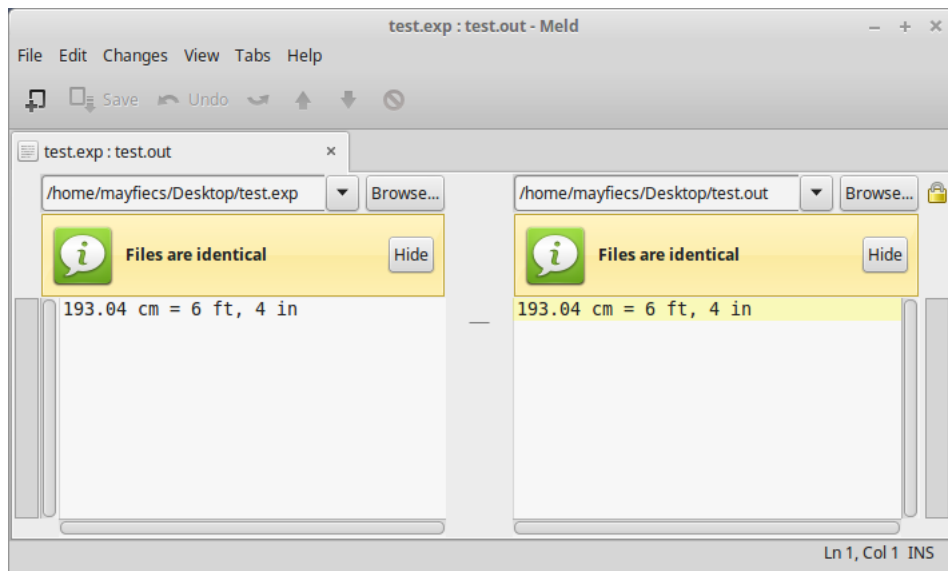 test.exp : test.out - Meld
File Edit Changes View Tabs Help
Save Undo
test.exp : test.out
/home/mayfiecs/Desktop/test.exp Browse... /home/mayfiecs/Desktop/test.out Browse...
Files are identical Hide Files are identical Hide
193.04 cm = 6 ft, 4 in 193.04 cm = 6 ft, 4 in
Ln 1, Col 1 INS